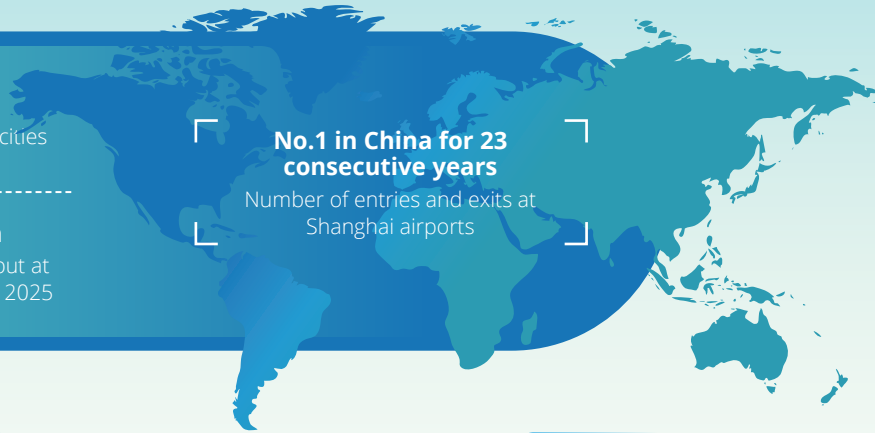 cities
out at
2025
No.1 in China for 23
consecutive years
Number of entries and exits at
Shanghai airports